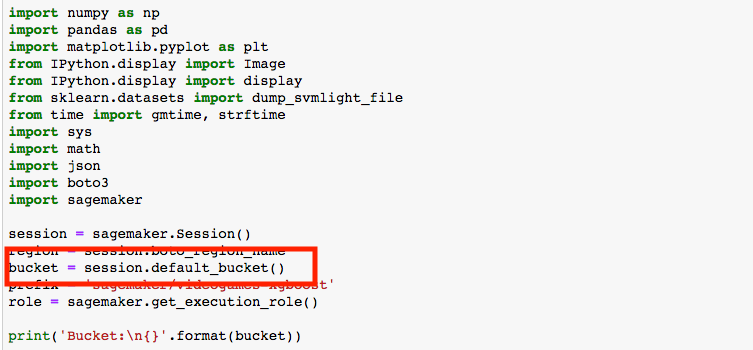 import numpy as np
import pandas as pd
import matplotlib.pyplot as plt
from IPython.display import Image
from IPython.display import display
from sklearn.datasets import dump_svmlight_file
from time import gmtime, strftime
import sys
import math
import json
import boto3
import sagemaker
session = sagemaker.Session()
region = session.boto_region_name
bucket = session.default_bucket()
prefix = 'sagemaker/videogames-xgboost'
role = sagemaker.get_execution_role()
print('Bucket:\n{}'.format(bucket))